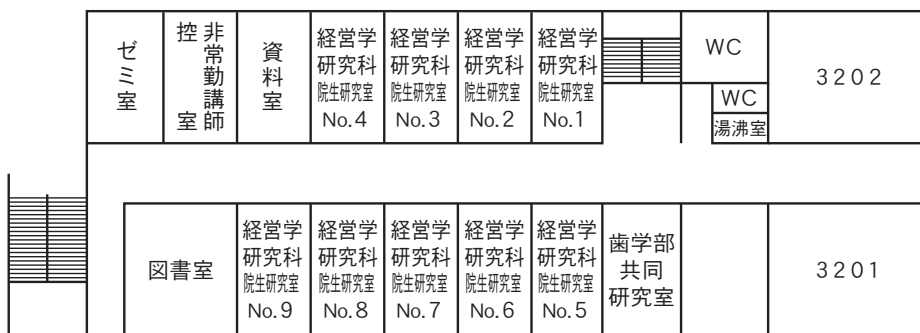 ゼミ室
非常勤講師
控室
資料室
経営学
研究科
院生研究室
No.4
経営学
研究科
院生研究室
No.3
経営学
研究科
院生研究室
No.2
経営学
研究科
院生研究室
No.1
WC
WC
湯沸室
3202
図書室
経営学
研究科
院生研究室
No.9
経営学
研究科
院生研究室
No.8
経営学
研究科
院生研究室
No.7
経営学
研究科
院生研究室
No.6
経営学
研究科
院生研究室
No.5
歯学部
共同
研究室
3201